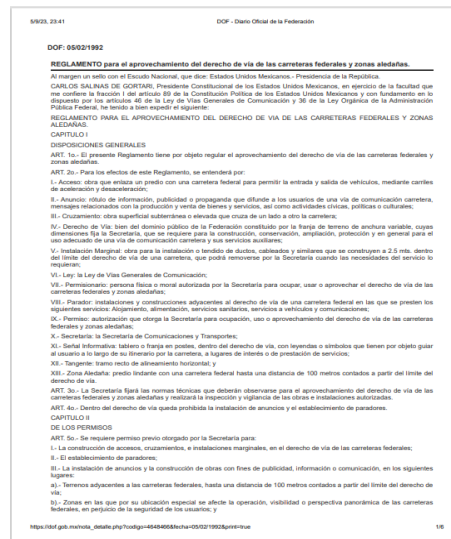 5/9/23, 23:41 DOF - Diario Oficial de la Federación
DOF: 05/02/1992
REGLAMENTO para el aprovechamiento del derecho de vía de las carreteras federales y zonas aledañas.
Al margen un sello con el Escudo Nacional, que dice: Estados Unidos Mexicanos.- Presidencia de la República.
CARLOS SALINAS DE GORTARI, Presidente Constitucional de los Estados Unidos Mexicanos, en ejercicio de la facultad que
me confiere la fracción I del artículo 89 de la Constitución Política de los Estados Unidos Mexicanos y con fundamento en lo
dispuesto por los artículos 46 de la Ley de Vías Generales de Comunicación y 36 de la Ley Orgánica de la Administración
Pública Federal, he tenido a bien expedir el siguiente:
REGLAMENTO PARA EL APROVECHAMIENTO DEL DERECHO DE VIA DE LAS CARRETERAS FEDERALES Y ZONAS
ALEDAÑAS.
CAPITULO I
DISPOSICIONES GENERALES
ART. 1o.- El presente Reglamento tiene por objeto regular el aprovechamiento del derecho de vía de las carreteras federales y
zonas aledañas.
ART. 2o.- Para los efectos de este Reglamento, se entenderá por:
I.- Acceso: obra que enlaza un predio con una carretera federal para permitir la entrada y salida de vehículos, mediante carriles
de aceleración y desaceleración;
II.- Anuncio: rótulo de información, publicidad o propaganda que difunde a los usuarios de una vía de comunicación carretera,
mensajes relacionados con la producción y venta de bienes y servicios, así como actividades cívicas, políticas o culturales;
III.- Cruzamiento: obra superficial subterránea o elevada que cruza de un lado a otro la carretera;
IV.- Derecho de Vía: bien del dominio público de la Federación constituido por la franja de terreno de anchura variable, cuyas
dimensiones fija la Secretaría, que se requiere para la construcción, conservación, ampliación, protección y en general para el
uso adecuado de una vía de comunicación carretera y sus servicios auxiliares;
V.- Instalación Marginal: obra para la instalación o tendido de ductos, cableados y similares que se construyen a 2.5 mts. dentro
del límite del derecho de vía de una carretera, que podrá removerse por la Secretaría cuando las necesidades del servicio lo
requieran;
VI.- Ley: la Ley de Vías Generales de Comunicación;
VII.- Permisionario: persona física o moral autorizada por la Secretaría para ocupar, usar o aprovechar el derecho de vía de las
carreteras federales y zonas aledañas;
VIII.- Parador: instalaciones y construcciones adyacentes al derecho de vía de una carretera federal en las que se presten los
siguientes servicios: Alojamiento, alimentación, servicios sanitarios, servicios a vehículos y comunicaciones;
IX.- Permiso: autorización que otorga la Secretaría para ocupación, uso o aprovechamiento del derecho de vía de las carreteras
federales y zonas aledañas;
X.- Secretaría: la Secretaría de Comunicaciones y Transportes;
XI.- Señal Informativa: tablero o franja en postes, dentro del derecho de vía, con leyendas o símbolos que tienen por objeto guiar
al usuario a lo largo de su itinerario por la carretera, a lugares de interés o de prestación de servicios;
XII.- Tangente: tramo recto de alineamiento horizontal; y
XIII.- Zona Aledaña: predio lindante con una carretera federal hasta una distancia de 100 metros contados a partir del límite del
derecho de vía.
ART. 3o.- La Secretaría fijará las normas técnicas que deberán observarse para el aprovechamiento del derecho de vía de las
carreteras federales y zonas aledañas y realizará la inspección y vigilancia de las obras e instalaciones autorizadas.
ART. 4o.- Dentro del derecho de vía queda prohibida la instalación de anuncios y el establecimiento de paradores.
CAPITULO II
DE LOS PERMISOS
ART. 5o.- Se requiere permiso previo otorgado por la Secretaría para:
I.- La construcción de accesos, cruzamientos, e instalaciones marginales, en el derecho de vía de las carreteras federales;
II.- El establecimiento de paradores;
III.- La instalación de anuncios y la construcción de obras con fines de publicidad, información o comunicación, en los siguientes
lugares:
a).- Terrenos adyacentes a las carreteras federales, hasta una distancia de 100 metros contados a partir del límite del derecho de
vía;
b).- Zonas en las que por su ubicación especial se afecte la operación, visibilidad o perspectiva panorámica de las carreteras
federales, en perjuicio de la seguridad de los usuarios; y
https://dof.gob.mx/nota_detalle.php?codigo=4648466&fecha=05/02/1992&print=true 1/6